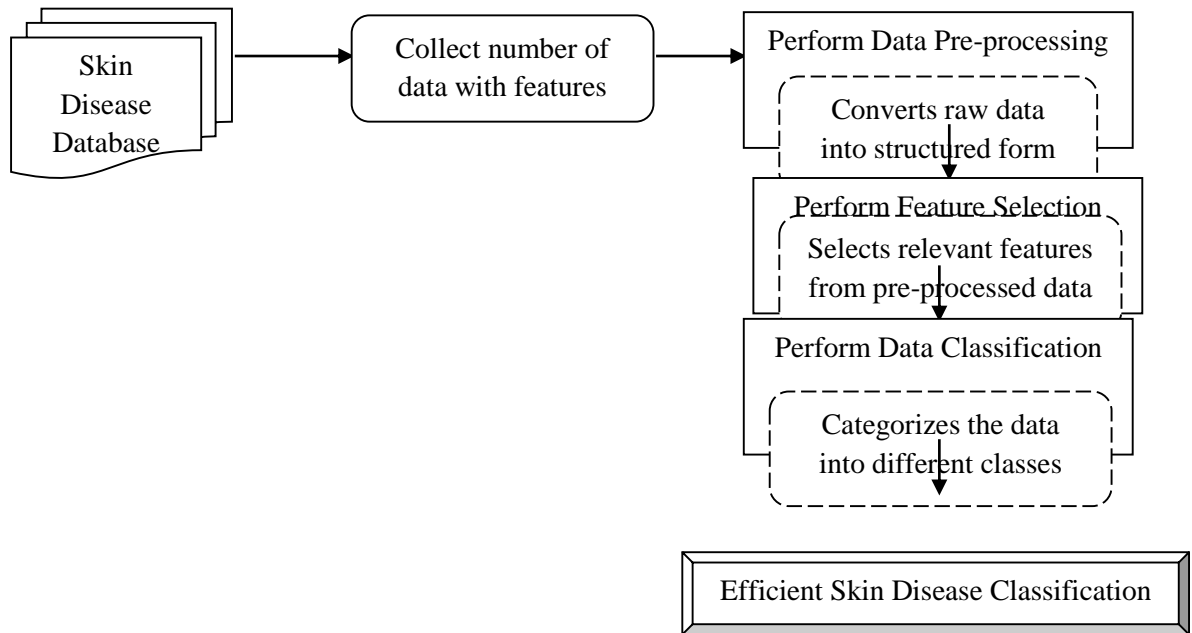 Skin
Disease
Database
Collect number of
data with features
Perform Data Pre-processing
Converts raw data
into structured form
Perform Feature Selection
Selects relevant features
from pre-processed data
Perform Data Classification
Categorizes the data
into different classes
Efficient Skin Disease Classification